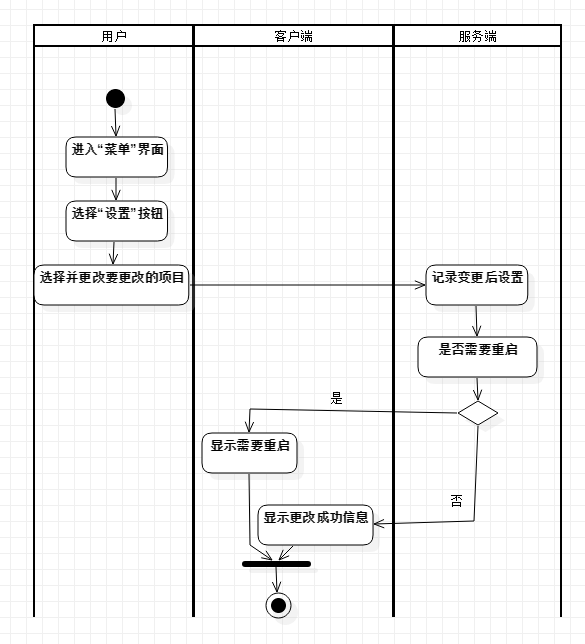 用户
客户端
服务端
进入“菜单”界面
选择“设置”按钮
选择并更改要更改的项目
记录变更后设置
是否需要重启
是
显示需要重启
否
显示更改成功信息